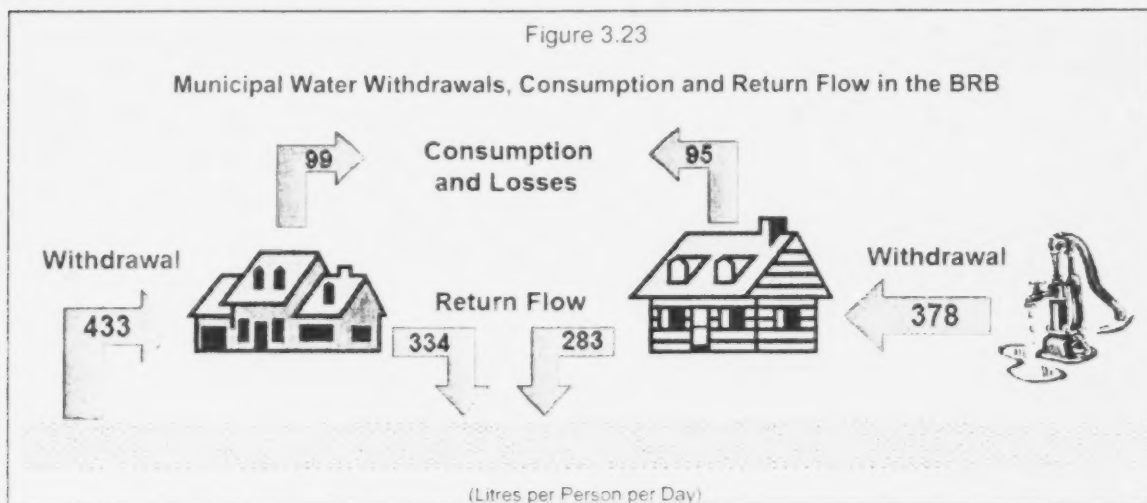 Figure 3.23
Municipal Water Withdrawals, Consumption and Return Flow in the BRB
99
Consumption
and Losses
95
Withdrawal
433
Return Flow
334
283
Withdrawal
378
(Litres per Person per Day)